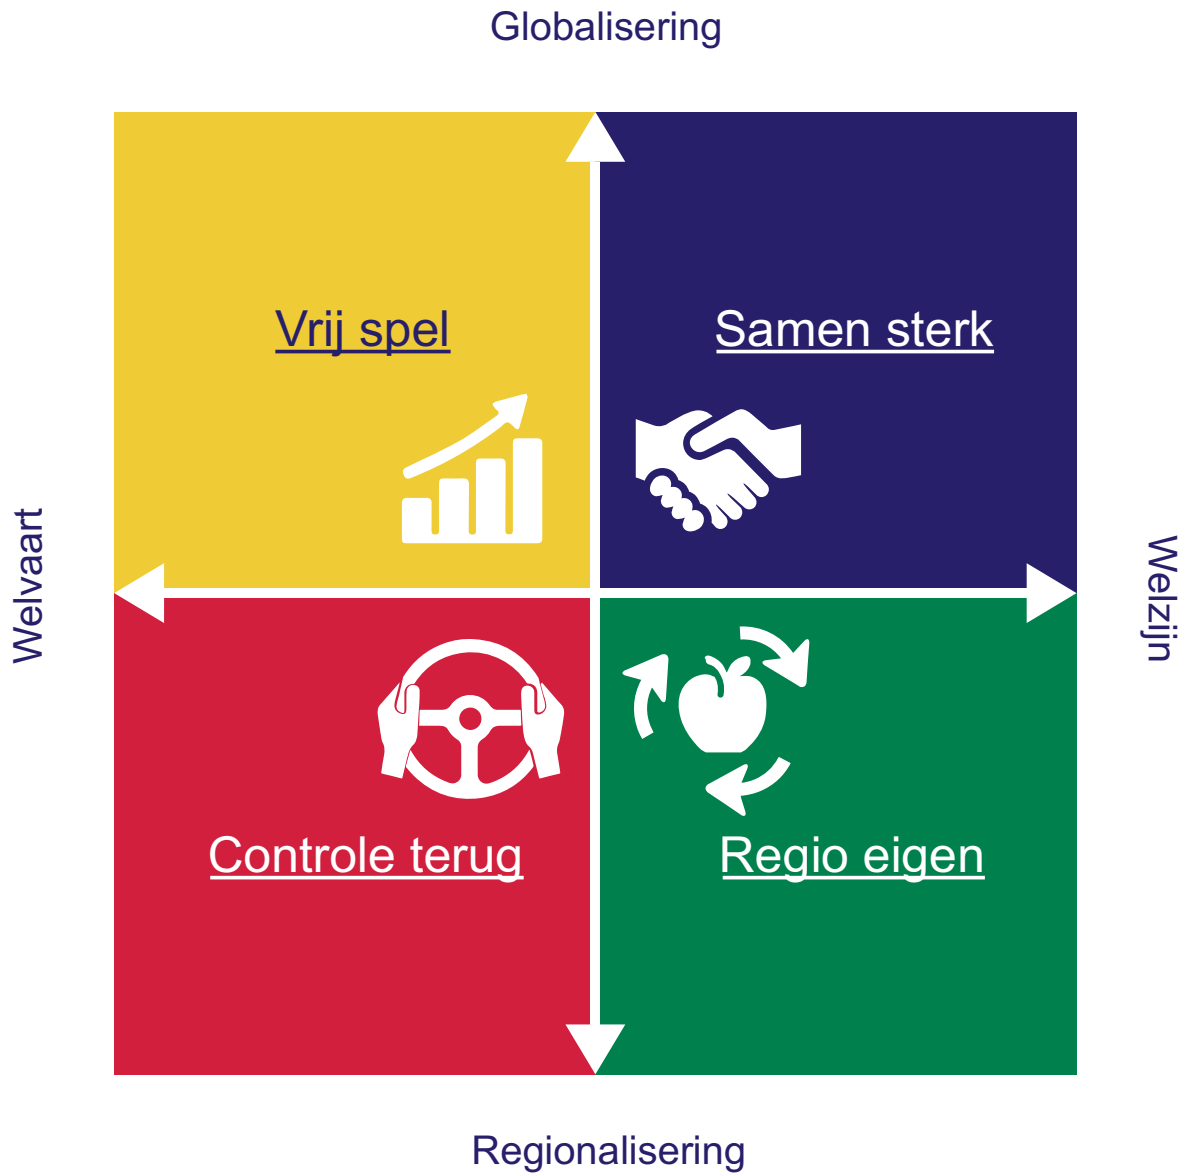 Globalisering
Vrij spel
Samen sterk
Welvaart
Welzijn
Controle terug
Regio eigen
Regionalisering